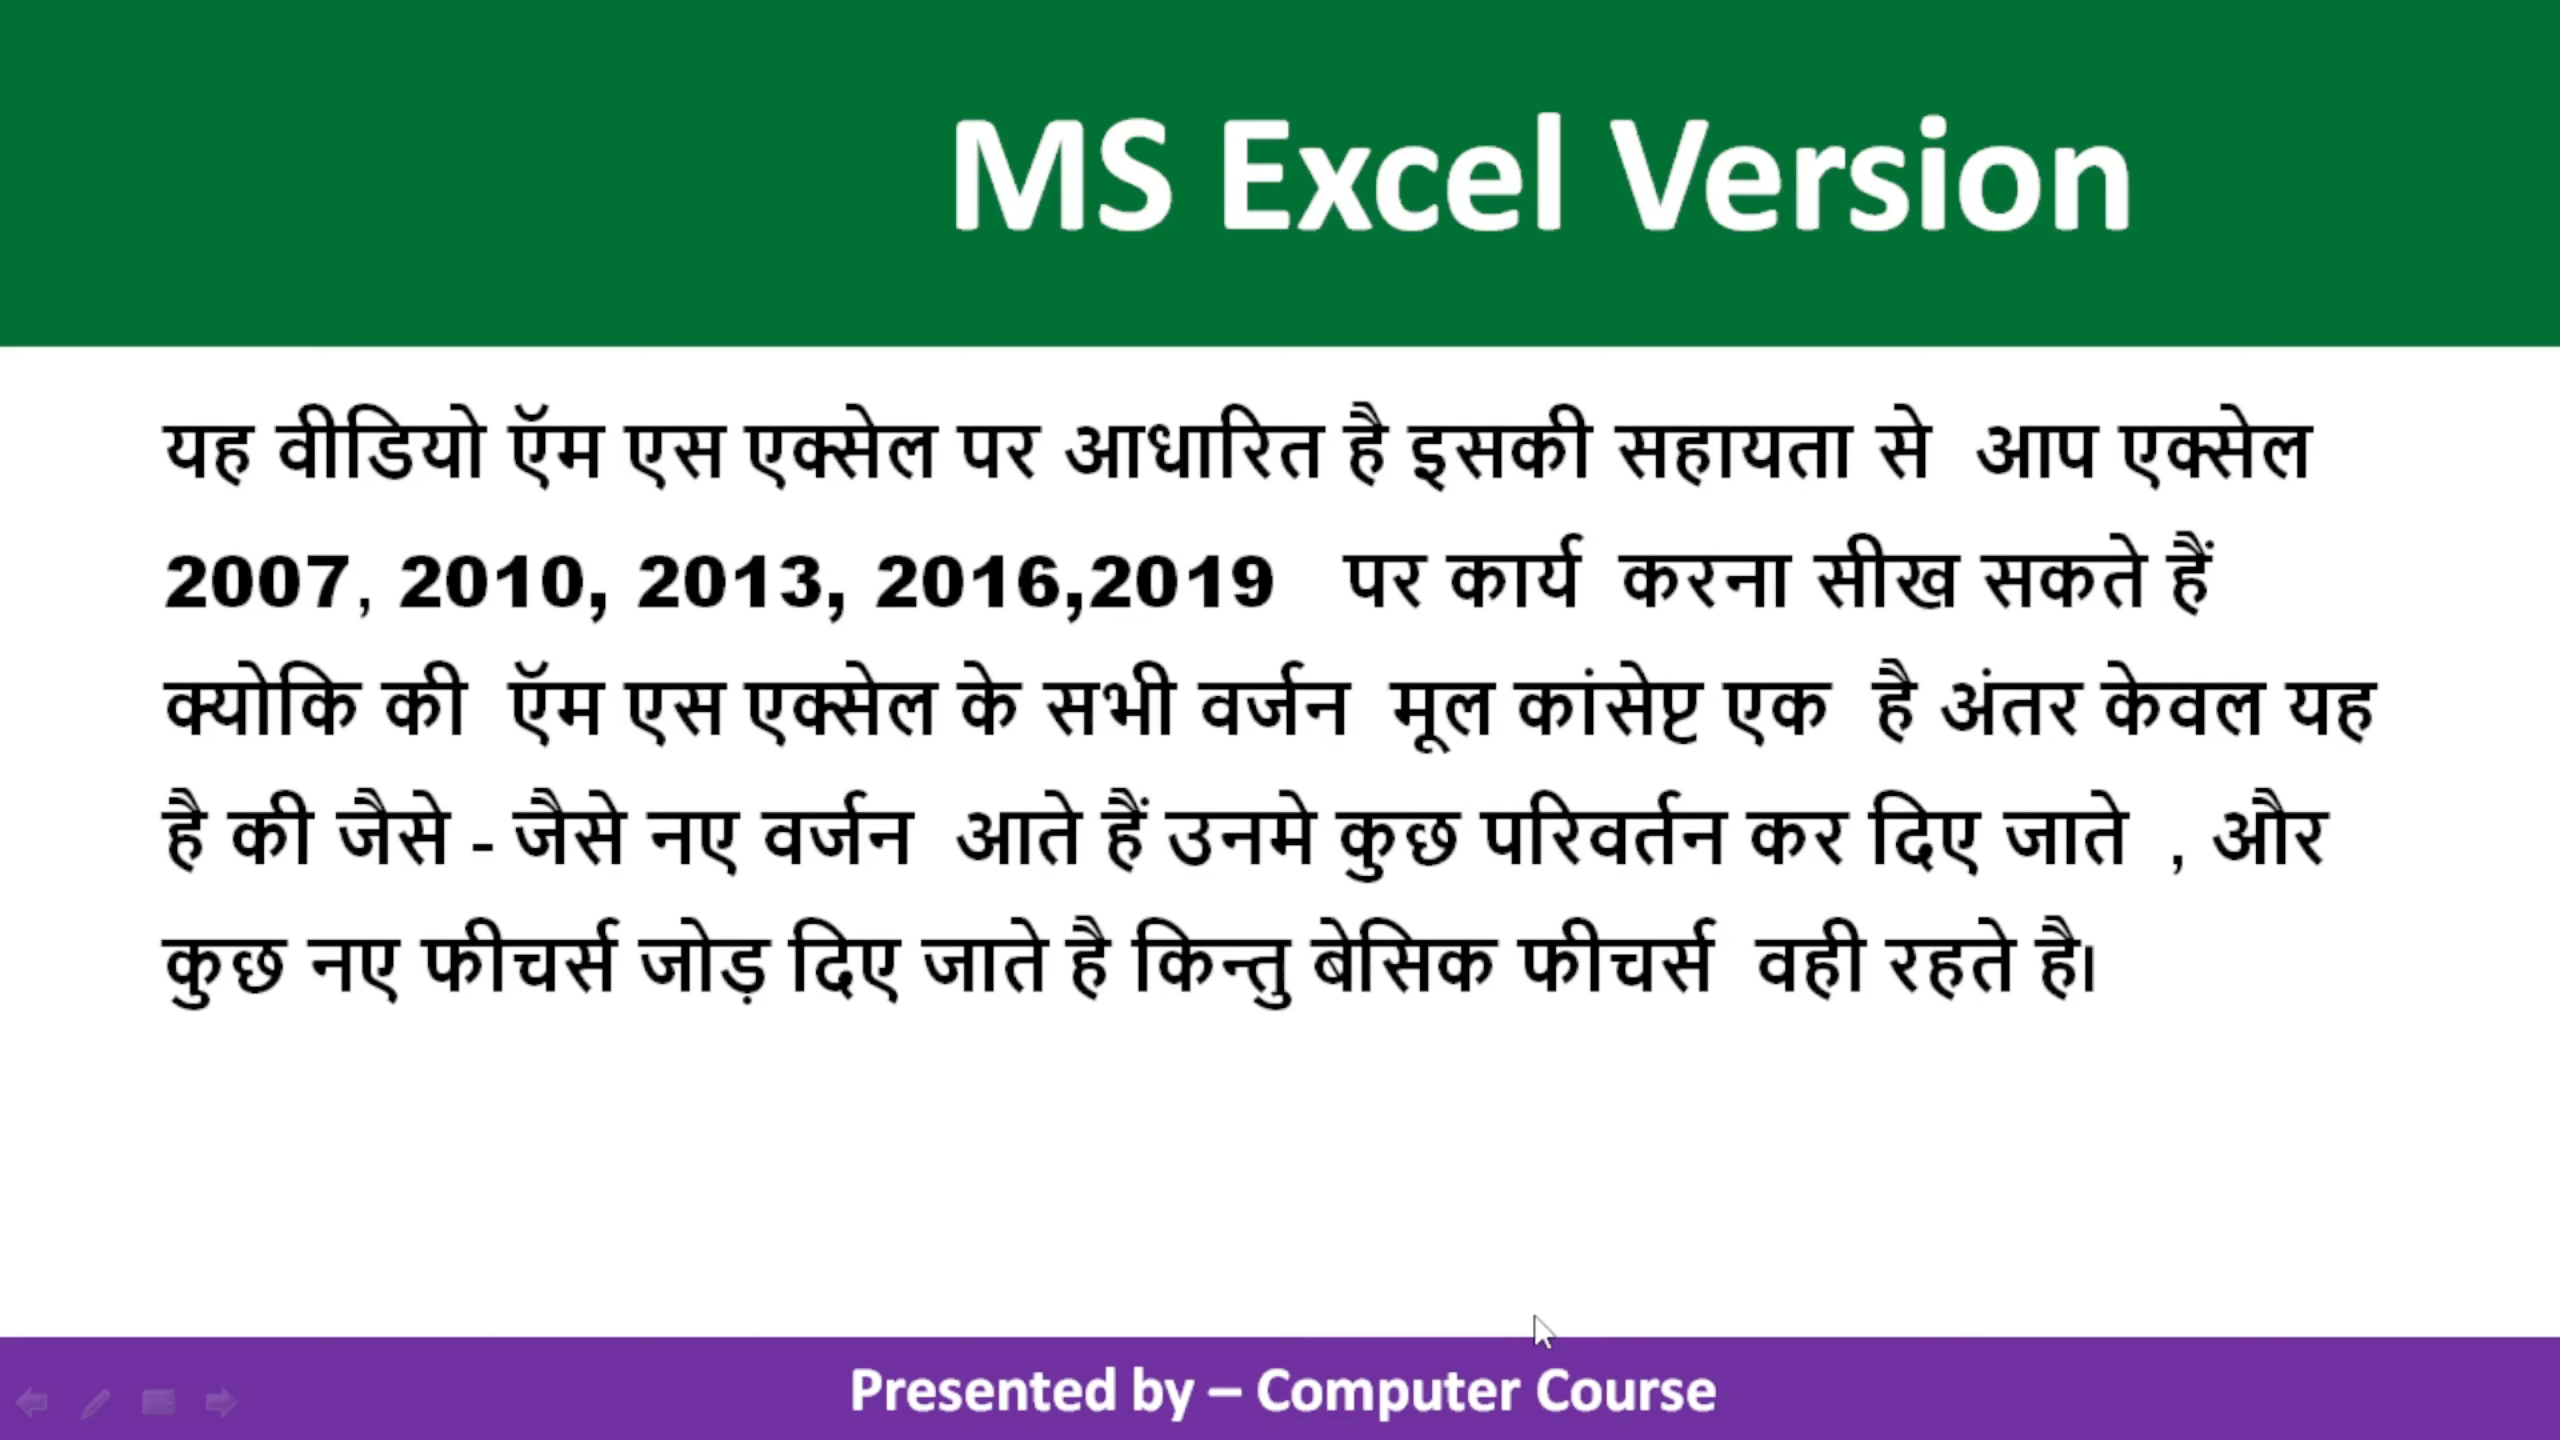 MS Excel Version
यह वीडियो ऍम एस एक्सेल पर आधारित है इसकी सहायता से आप एक्सेल
2007, 2010, 2013, 2016,2019 पर कार्य करना सीख सकते हैं
क्योकि की ऍम एस एक्सेल के सभी वर्जन मूल कांसेप्ट एक है अंतर केवल यह
है की जैसे - जैसे नए वर्जन आते हैं उनमे कुछ परिवर्तन कर दिए जाते , और
कुछ नए फीचर्स जोड़ दिए जाते है किन्तु बेसिक फीचर्स वही रहते है।
Presented by – Computer Course